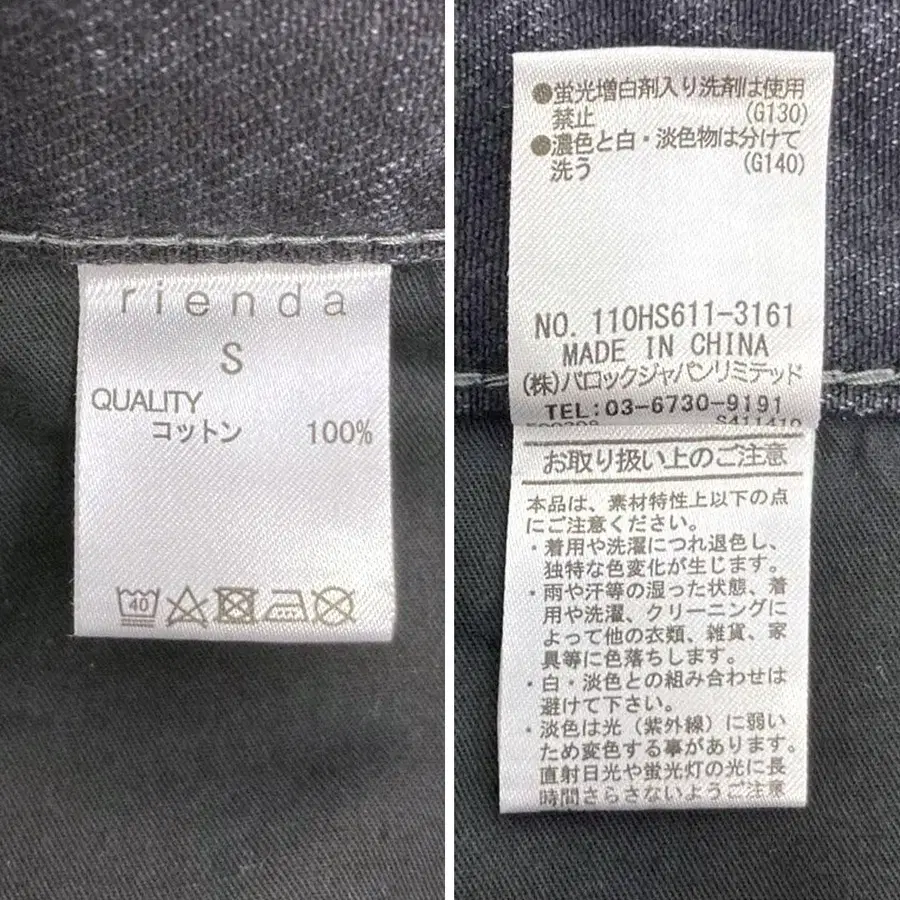 rienda
S
QUALITY
コットン 100%
40
●蛍光増白剤入り洗剤は使用
禁止 (G130)
●濃色と白・淡色物は分けて
洗う (G140)
NO. 110HS611-3161
MADE IN CHINA
(株)バロックジャパンリミテッド
TEL:03-6730-9191
お取り扱い上のご注意
本品は、素材特性上以下の点
にご注意ください。
・着用や洗濯につれ退色し、
独特な色変化が生じます。
・雨や汗等の湿った状態、着
用や洗濯、クリーニングに
よって他の衣類、雑貨、家
具等に色落ちします。
・白・淡色との組み合わせは
避けて下さい。
・淡色は光（紫外線）に弱い
ため変色する事があります。
直射日光や蛍光灯の光に長
時間さらさないようご注意